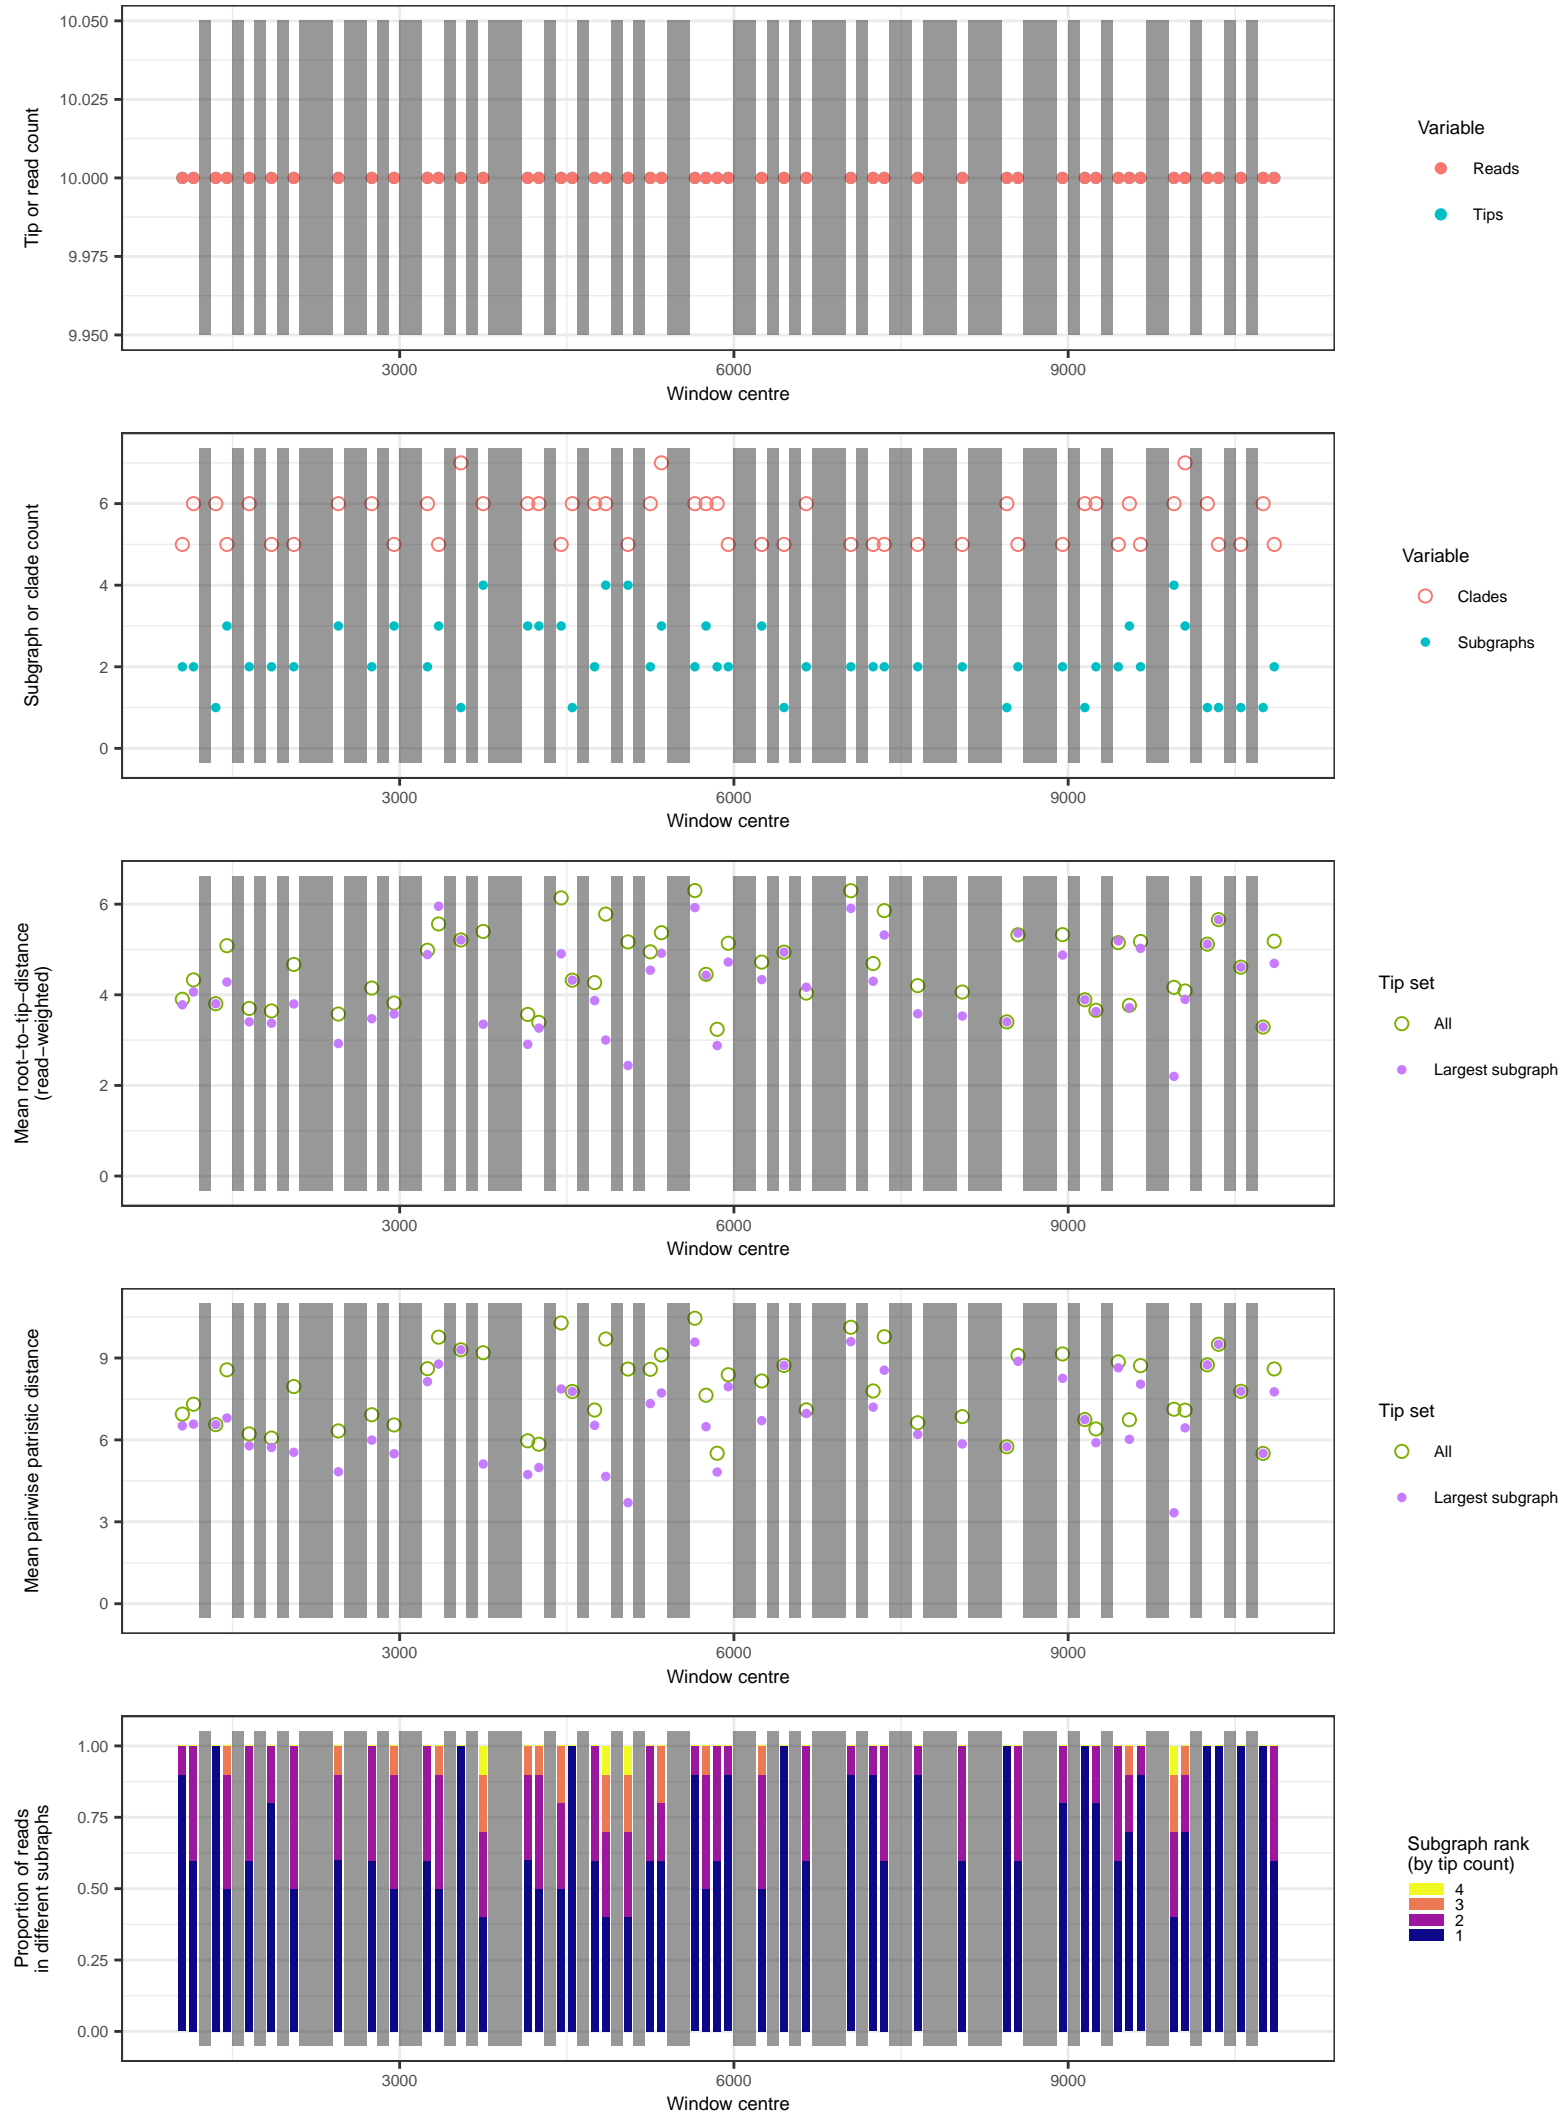 10.050
10.025
10.000
9.975
9.950
Tip or read count
3000
6000
9000
Window centre
Variable
Reads
Tips
6
4
2
0
Subgraph or clade count
3000
6000
9000
Window centre
Variable
Clades
Subgraphs
6
4
2
0
Mean root−to−tip−distance
(read−weighted)
3000
6000
9000
Window centre
Tip set
All
Largest subgraph
9
6
3
0
Mean pairwise patristic distance
3000
6000
9000
Window centre
Tip set
All
Largest subgraph
1.00
0.75
0.50
0.25
0.00
Proportion of reads
in different subraphs
3000
6000
9000
Window centre
Subgraph rank
(by tip count)
4
3
2
1